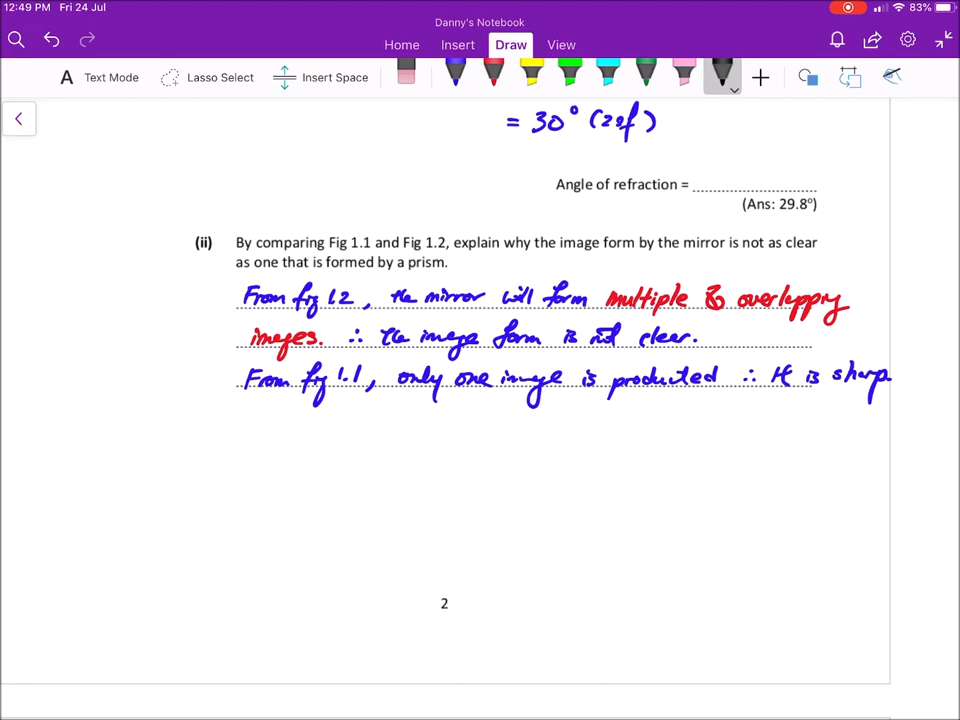 12:49 PM Fri 24 Jul
83%
Danny's Notebook
Home Insert Draw View
A Text Mode Lasso Select Insert Space
= 30° (2sf)
Angle of refraction =
(Ans: 29.8°)
(ii) By comparing Fig 1.1 and Fig 1.2, explain why the image form by the mirror is not as clear
as one that is formed by a prism.
From fig 1.2, the mirror will form multiple & overlapping
images. ∴ the image form is not clear.
From fig 1.1, only one image is producted ∴ It is sharp.
2